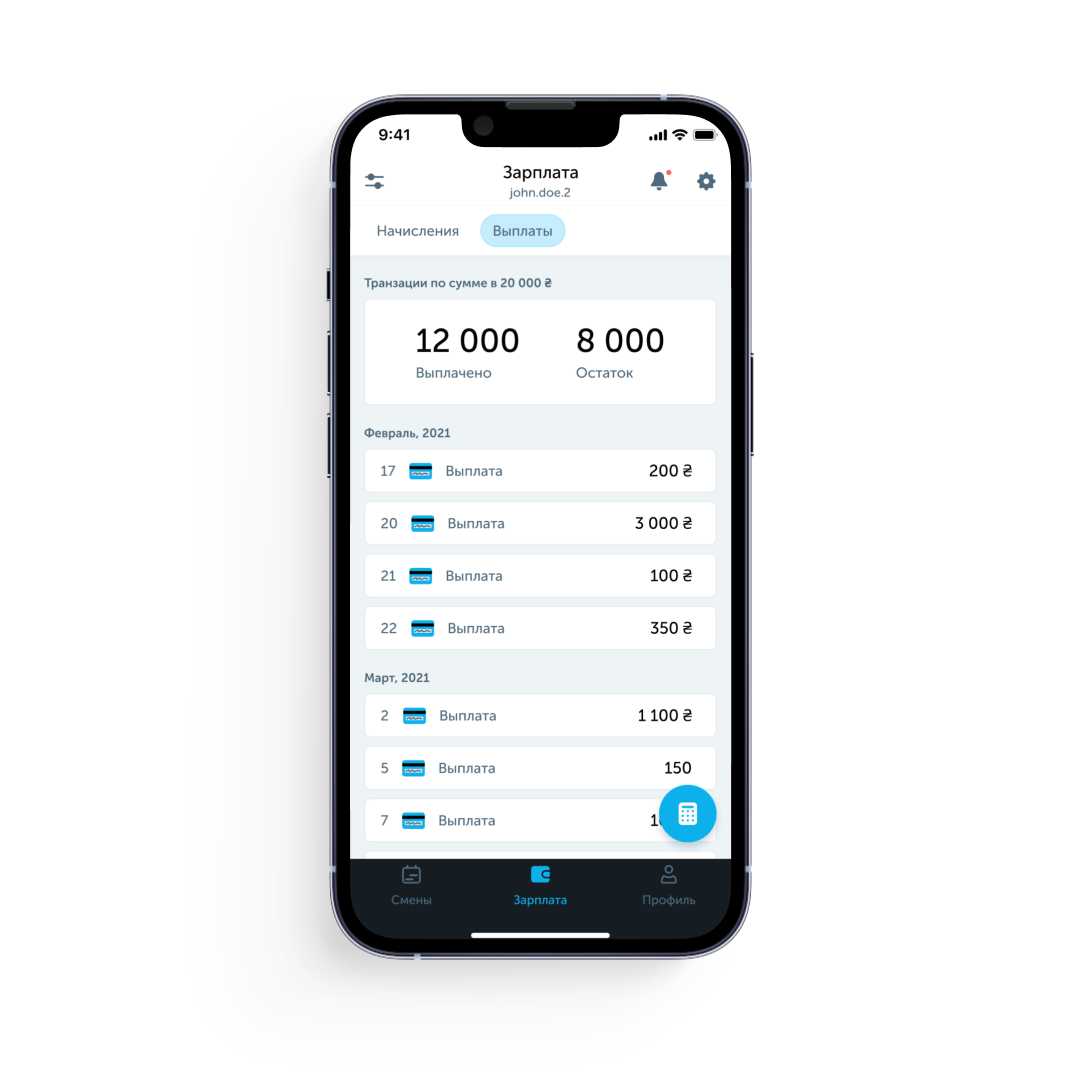 9:41
Зарплата
john.doe.2
Начисления Выплаты
Транзации по сумме в 20 000 ₴
12 000 8 000
Выплачено Остаток
Февраль, 2021
17 Выплата 200 ₴
20 Выплата 3 000 ₴
21 Выплата 100 ₴
22 Выплата 350 ₴
Март, 2021
2 Выплата 1 100 ₴
5 Выплата 150
7 Выплата
Смены Зарплата Профиль